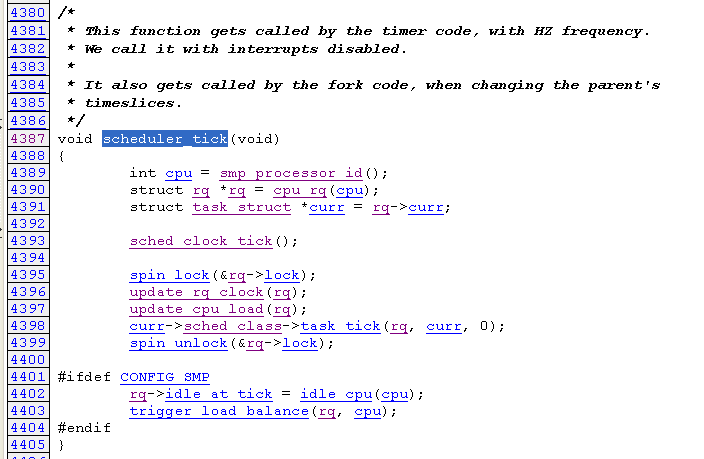 4380 /*
4381  * This function gets called by the timer code, with HZ frequency.
4382  * We call it with interrupts disabled.
4383  *
4384  * It also gets called by the fork code, when changing the parent's
4385  * timeslices.
4386  */
4387 void scheduler_tick(void)
4388 {
4389         int cpu = smp_processor_id();
4390         struct rq *rq = cpu_rq(cpu);
4391         struct task_struct *curr = rq->curr;
4392
4393         sched_clock_tick();
4394
4395         spin_lock(&rq->lock);
4396         update_rq_clock(rq);
4397         update_cpu_load(rq);
4398         curr->sched_class->task_tick(rq, curr, 0);
4399         spin_unlock(&rq->lock);
4400
4401 #ifdef CONFIG_SMP
4402         rq->idle_at_tick = idle_cpu(cpu);
4403         trigger_load_balance(rq, cpu);
4404 #endif
4405 }